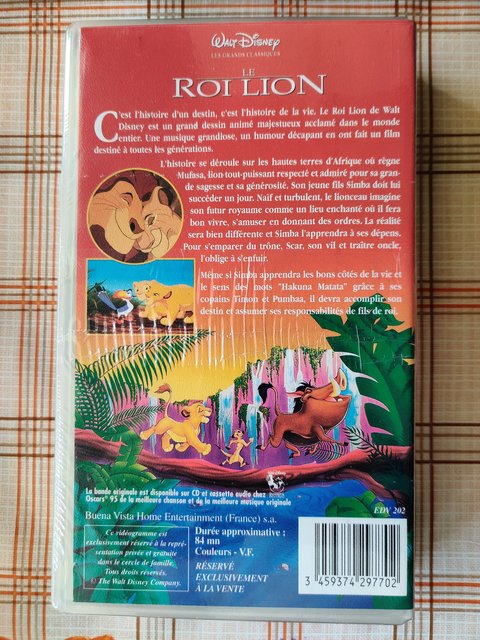 WALT DISNEY
LES GRANDS CLASSIQUES
LE
ROI LION
C'est l'histoire d'un destin, c'est l'histoire de la vie. Le Roi Lion de Walt
Disney est un grand dessin animé majestueux acclamé dans le monde
entier. Une musique grandiose, un humour décapant en ont fait un film
destiné à toutes les générations.
L'histoire se déroule sur les hautes terres d'Afrique où règne
Mufasa, lion tout-puissant respecté et admiré pour sa gran-
de sagesse et sa générosité. Son jeune fils Simba doit lui
succéder un jour. Naïf et turbulent, le lionceau imagine
son futur royaume comme un lieu enchanté où il fera
bon vivre, s'amuser en donnant des ordres. La réalité
sera bien différente et Simba l'apprendra à ses dépens.
Pour s'emparer du trône, Scar, son vil et traître oncle,
l'oblige à s'enfuir.
Même si Simba apprendra les bons côtés de la vie et
le sens des mots "Hakuna Matata" grâce à ses
copains Timon et Pumbaa, il devra accomplir son
destin et assumer ses responsabilités de fils de roi.
La bande originale est disponible sur CD et cassette audio chez
Oscars 95 de la meilleure chanson et de la meilleure musique originale
EDV 202
Buena Vista Home Entertainment (France) s.a.
Ce vidéogramme est
exclusivement réservé à la repré-
sentation privée et gratuite
dans le cercle de famille.
Tous droits réservés.
© The Walt Disney Company.
Durée approximative :
84 mn
Couleurs - V.F.
RÉSERVÉ
EXCLUSIVEMENT
À LA VENTE
3 459374 297702